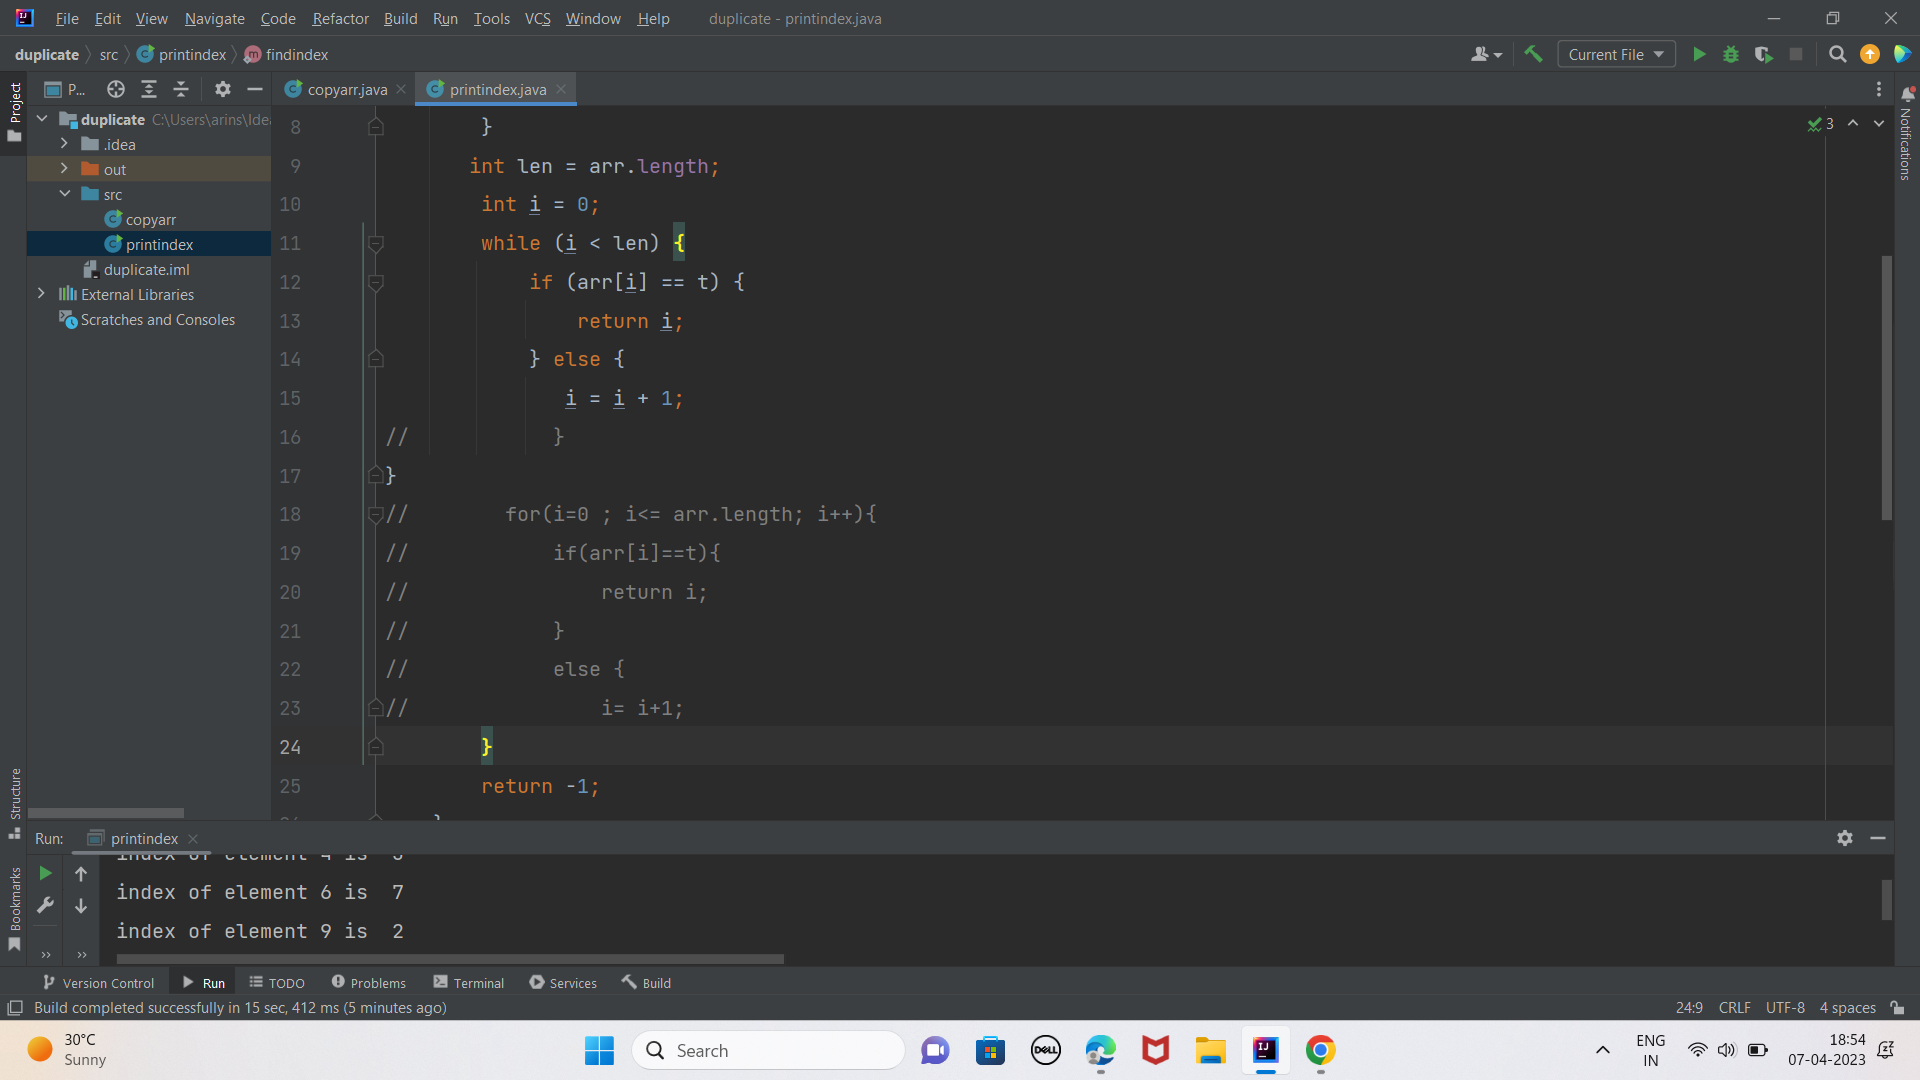 File Edit View Navigate Code Refactor Build Run Tools VCS Window Help duplicate - printindex.java
duplicate src printindex findindex Current File
Project P... copyarr.java printindex.java
duplicate C:\Users\arins\Idea
.idea
out
src
copyarr
printindex
duplicate.iml
External Libraries
Scratches and Consoles
Structure
Bookmarks
Notifications
3
8 }
9 int len = arr.length;
10 int i = 0;
11 while (i < len) {
12 if (arr[i] == t) {
13 return i;
14 } else {
15 i = i + 1;
16 // }
17 }
18 // for(i=0 ; i<= arr.length; i++){
19 // if(arr[i]==t){
20 // return i;
21 // }
22 // else {
23 // i= i+1;
24 }
25 return -1;
Run: printindex
index of element 6 is 7
index of element 9 is 2
Version Control Run TODO Problems Terminal Services Build
Build completed successfully in 15 sec, 412 ms (5 minutes ago) 24:9 CRLF UTF-8 4 spaces
30°C
Sunny
Search
DELL
IJ
ENG
IN
18:54
07-04-2023